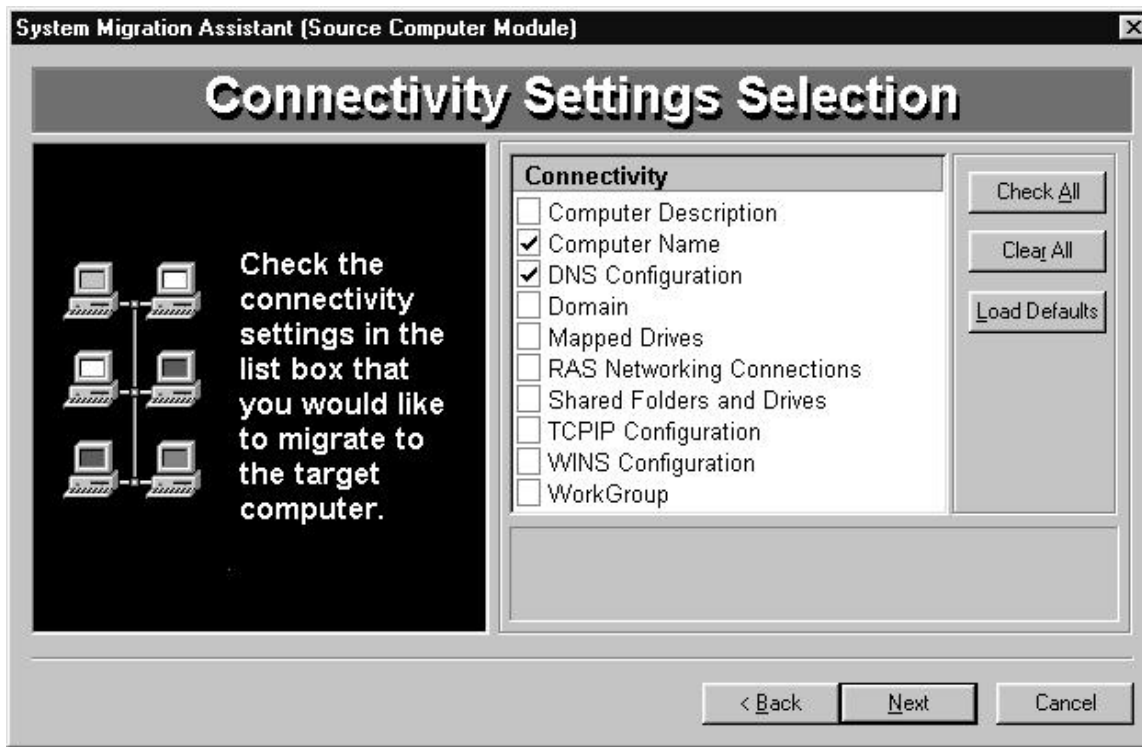 System Migration Assistant (Source Computer Module)
Connectivity Settings Selection
Check the
connectivity
settings in the
list box that
you would like
to migrate to
the target
computer.
Connectivity
Computer Description
Computer Name
DNS Configuration
Domain
Mapped Drives
RAS Networking Connections
Shared Folders and Drives
TCPIP Configuration
WINS Configuration
WorkGroup
Check All
Clear All
Load Defaults
< Back
Next
Cancel